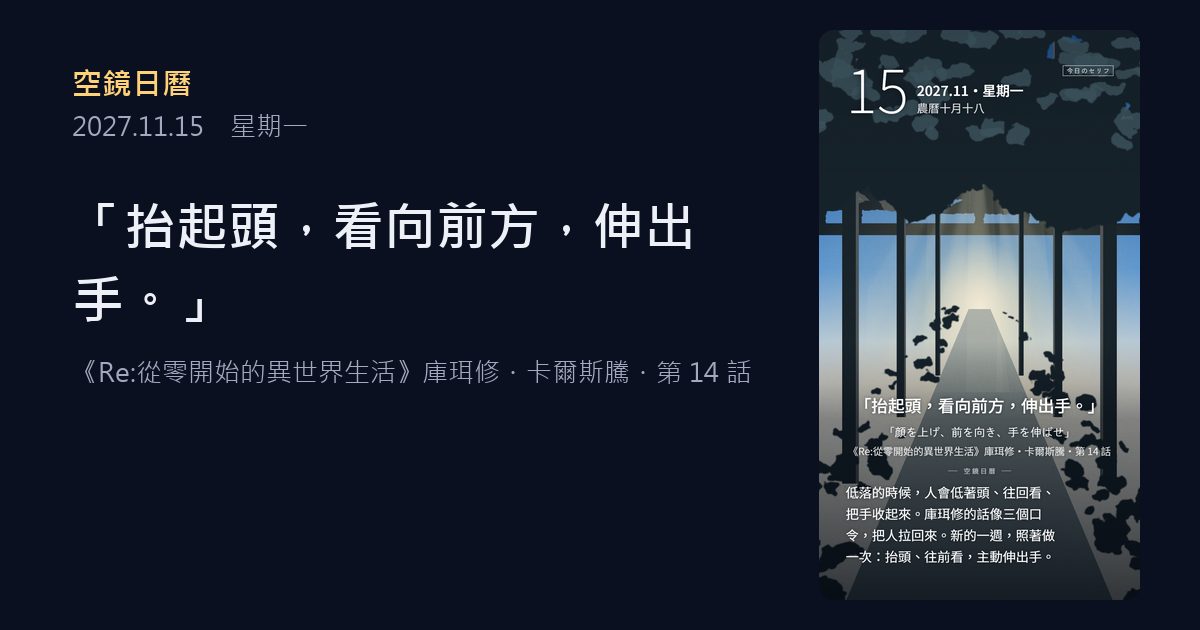 空鏡日曆
2027.11.15　星期一
「抬起頭，看向前方，伸出
手。」
《Re:從零開始的異世界生活》庫珥修・卡爾斯騰・第 14 話
今日のセリフ
15
2027.11・星期一
農曆十月十八
「抬起頭，看向前方，伸出手。」
「顔を上げ、前を向き、手を伸ばせ」
《Re:從零開始的異世界生活》庫珥修・卡爾斯騰・第 14 話
— 空鏡日曆 —
低落的時候，人會低著頭、往回看、
把手收起來。庫珥修的話像三個口
令，把人拉回來。新的一週，照著做
一次：抬頭、往前看，主動伸出手。